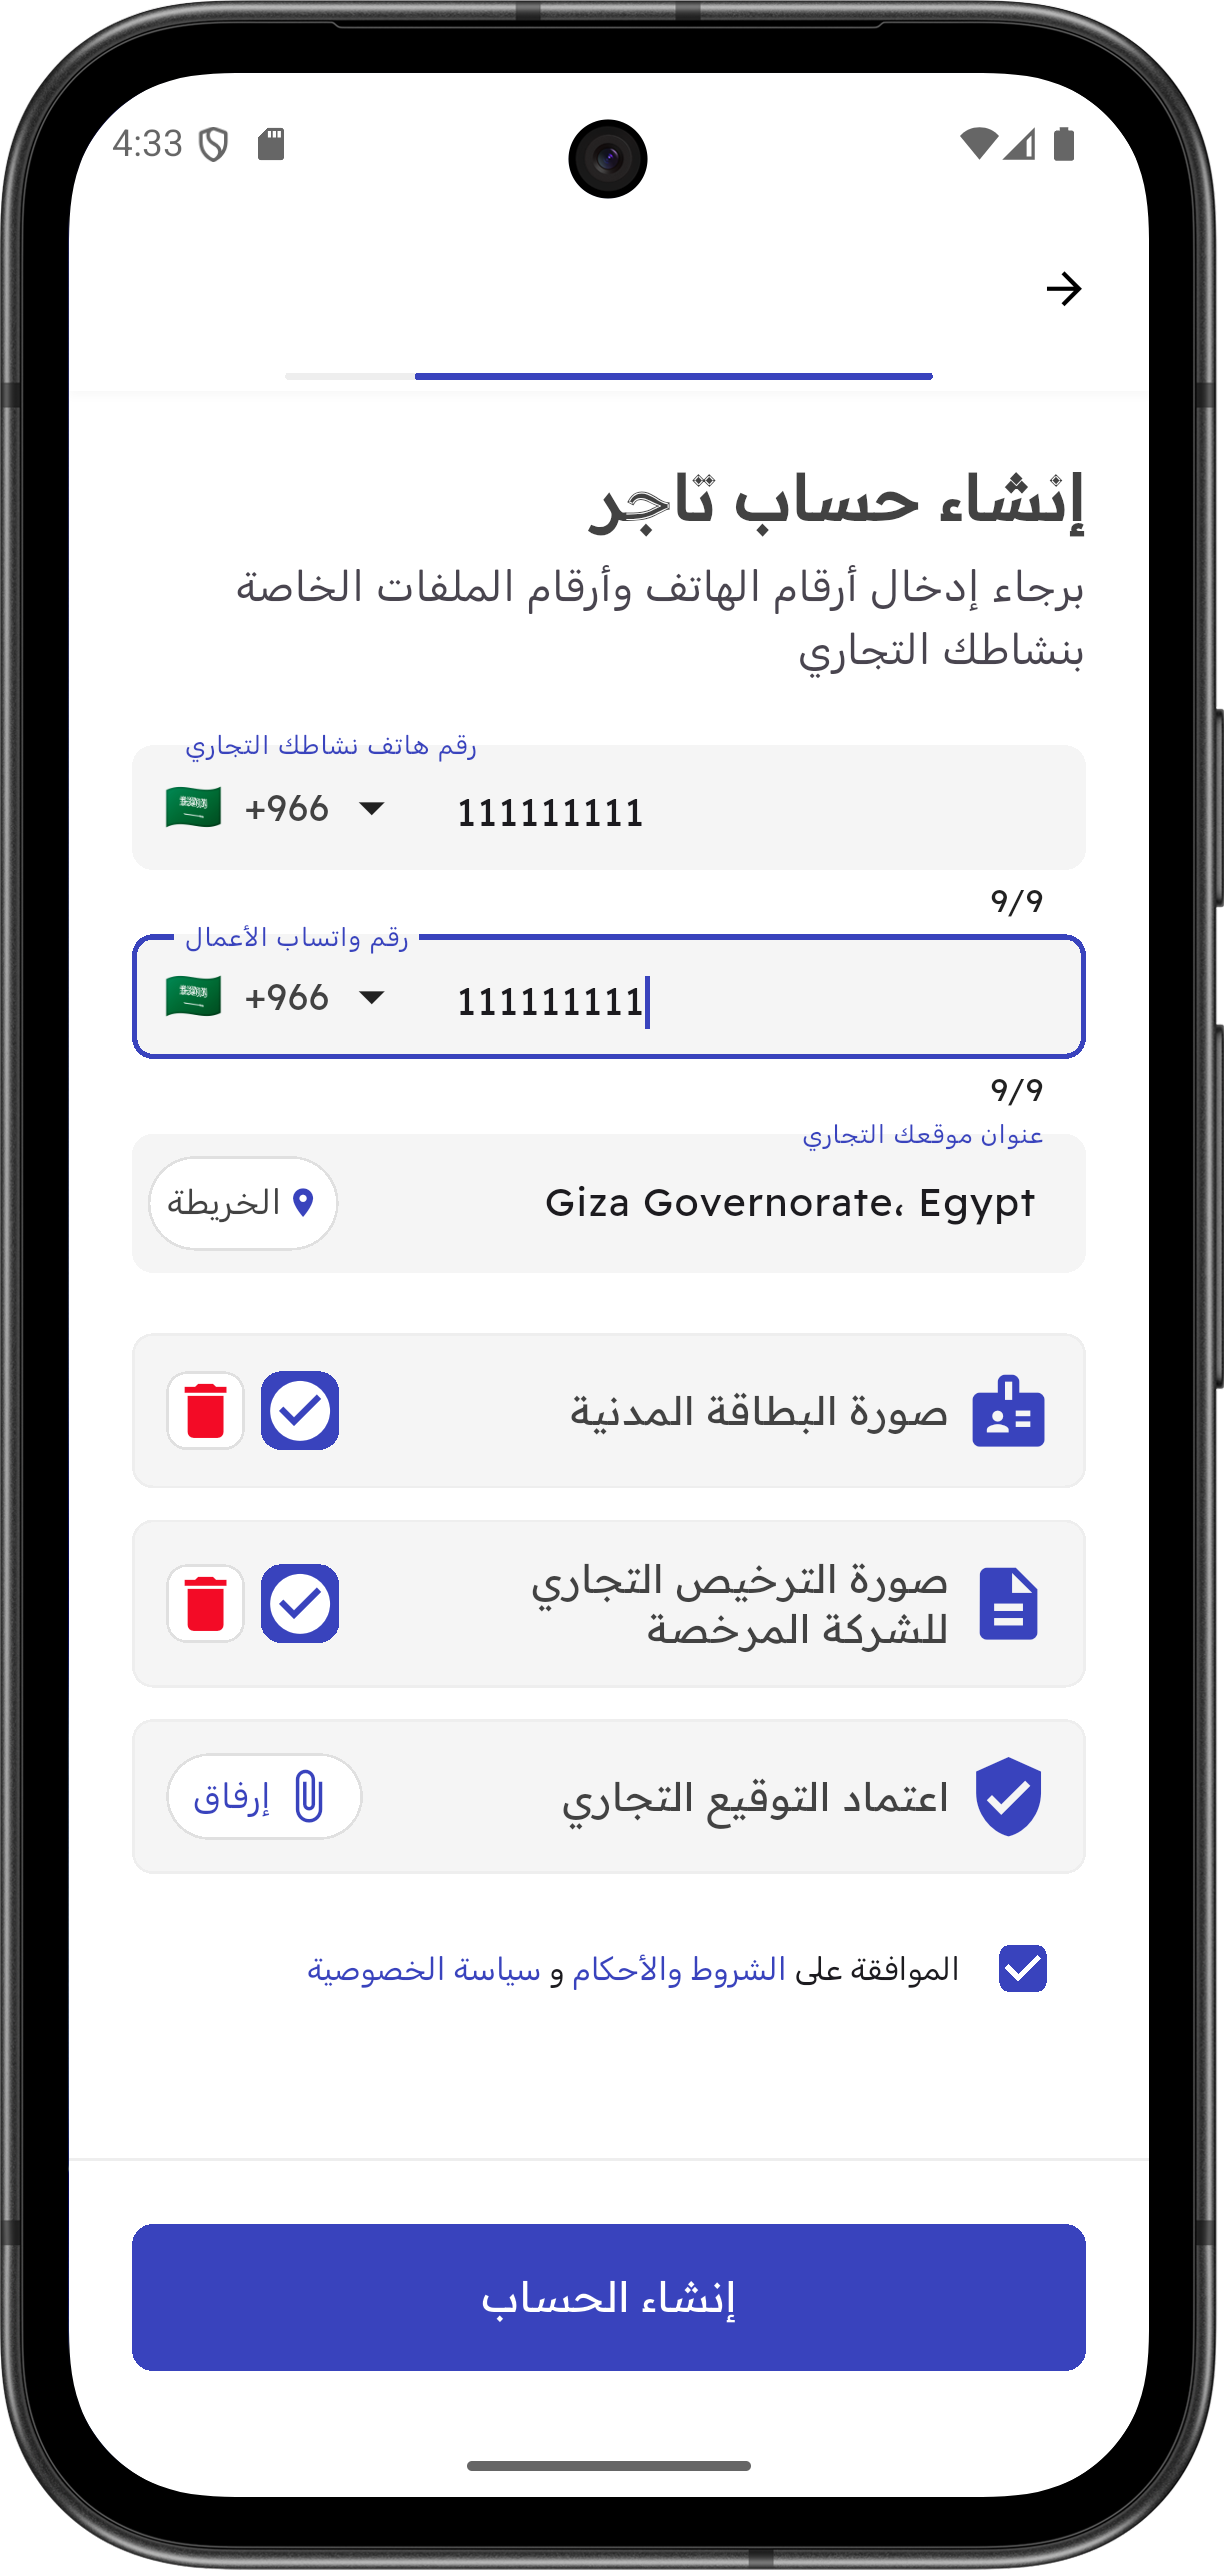 4:33
إنشاء حساب تاجر
برجاء إدخال أرقام الهاتف وأرقام الملفات الخاصة
بنشاطك التجاري
رقم هاتف نشاطك التجاري
+966 111111111
9/9
رقم واتساب الأعمال
+966 111111111
9/9
عنوان موقعك التجاري
Giza Governorate، Egypt
الخريطة
صورة البطاقة المدنية
صورة الترخيص التجاري
للشركة المرخصة
اعتماد التوقيع التجاري
إرفاق
الموافقة على الشروط والأحكام و سياسة الخصوصية
إنشاء الحساب